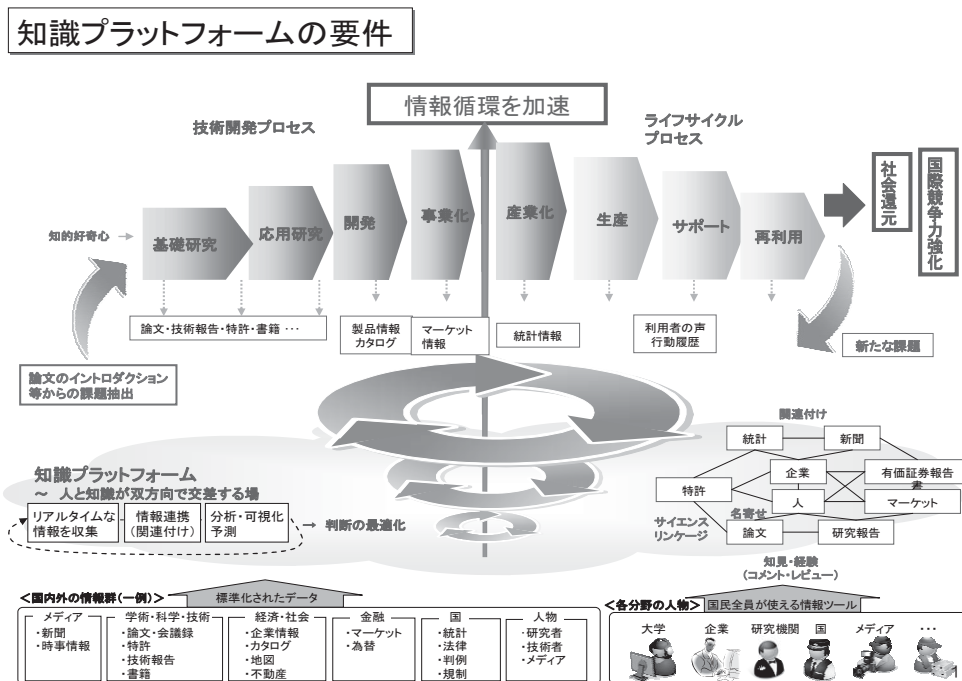 知識プラットフォームの要件
情報循環を加速
技術開発プロセス
ライフサイクル
プロセス
知的好奇心
基礎研究
応用研究
開発
事業化
産業化
生産
サポート
再利用
社会還元
国際競争力強化
論文・技術報告・特許・書籍 …
製品情報
カタログ
マーケット
情報
統計情報
利用者の声
行動履歴
新たな課題
論文のイントロダクション
等からの課題抽出
知識プラットフォーム
～ 人と知識が双方向で交差する場
リアルタイムな
情報を収集
情報連携
(関連付け)
分析・可視化
予測
判断の最適化
関連付け
統計
新聞
企業
有価証券報告
書
特許
人
マーケット
名寄せ
サイエンス
リンケージ
論文
研究報告
知見・経験
(コメント・レビュー)
＜国内外の情報群(一例)＞
標準化されたデータ
メディア
・新聞
・時事情報
学術・科学・技術
・論文・会議録
・特許
・技術報告
・書籍
経済・社会
・企業情報
・カタログ
・地図
・不動産
金融
・マーケット
・為替
国
・統計
・法律
・判例
・規制
人物
・研究者
・技術者
・メディア
＜各分野の人物＞
国民全員が使える情報ツール
大学
企業
研究機関
国
メディア
…